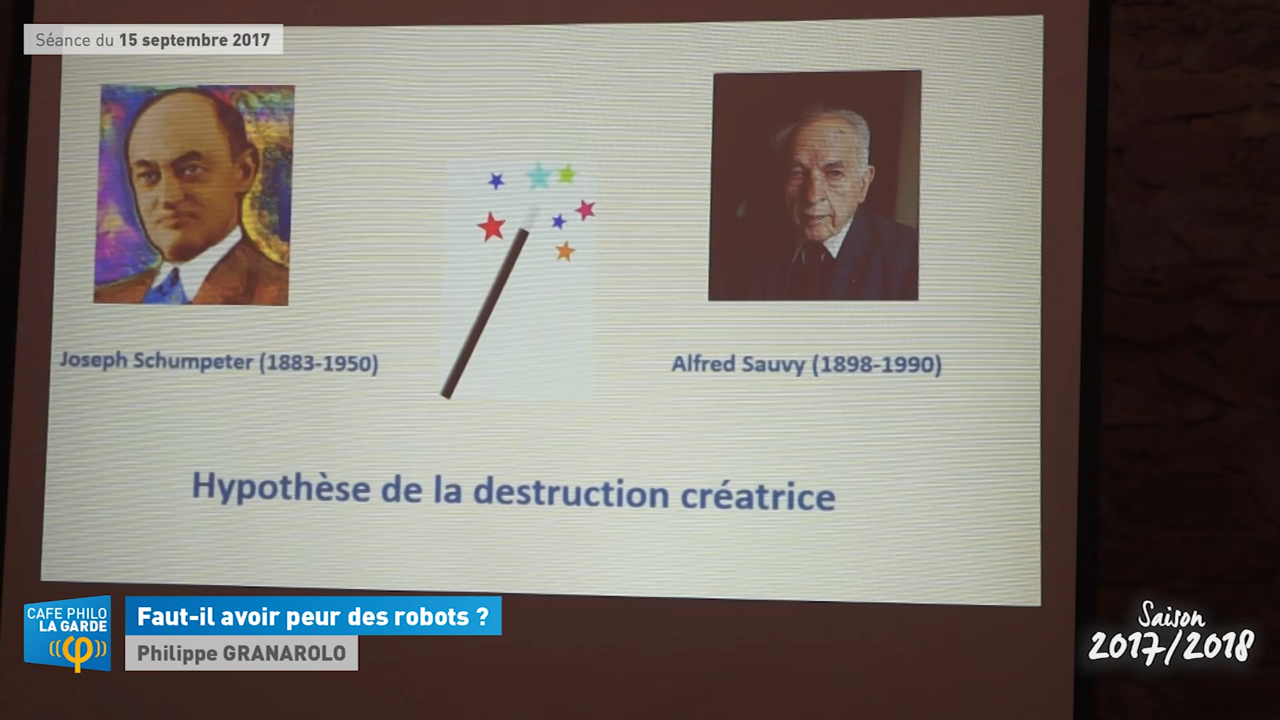 Séance du 15 septembre 2017
Joseph Schumpeter (1883-1950)
Alfred Sauvy (1898-1990)
Hypothèse de la destruction créatrice
CAFE PHILO
LA GARDE
((φ))
Faut-il avoir peur des robots ?
Philippe GRANAROLO
Saison
2017/2018